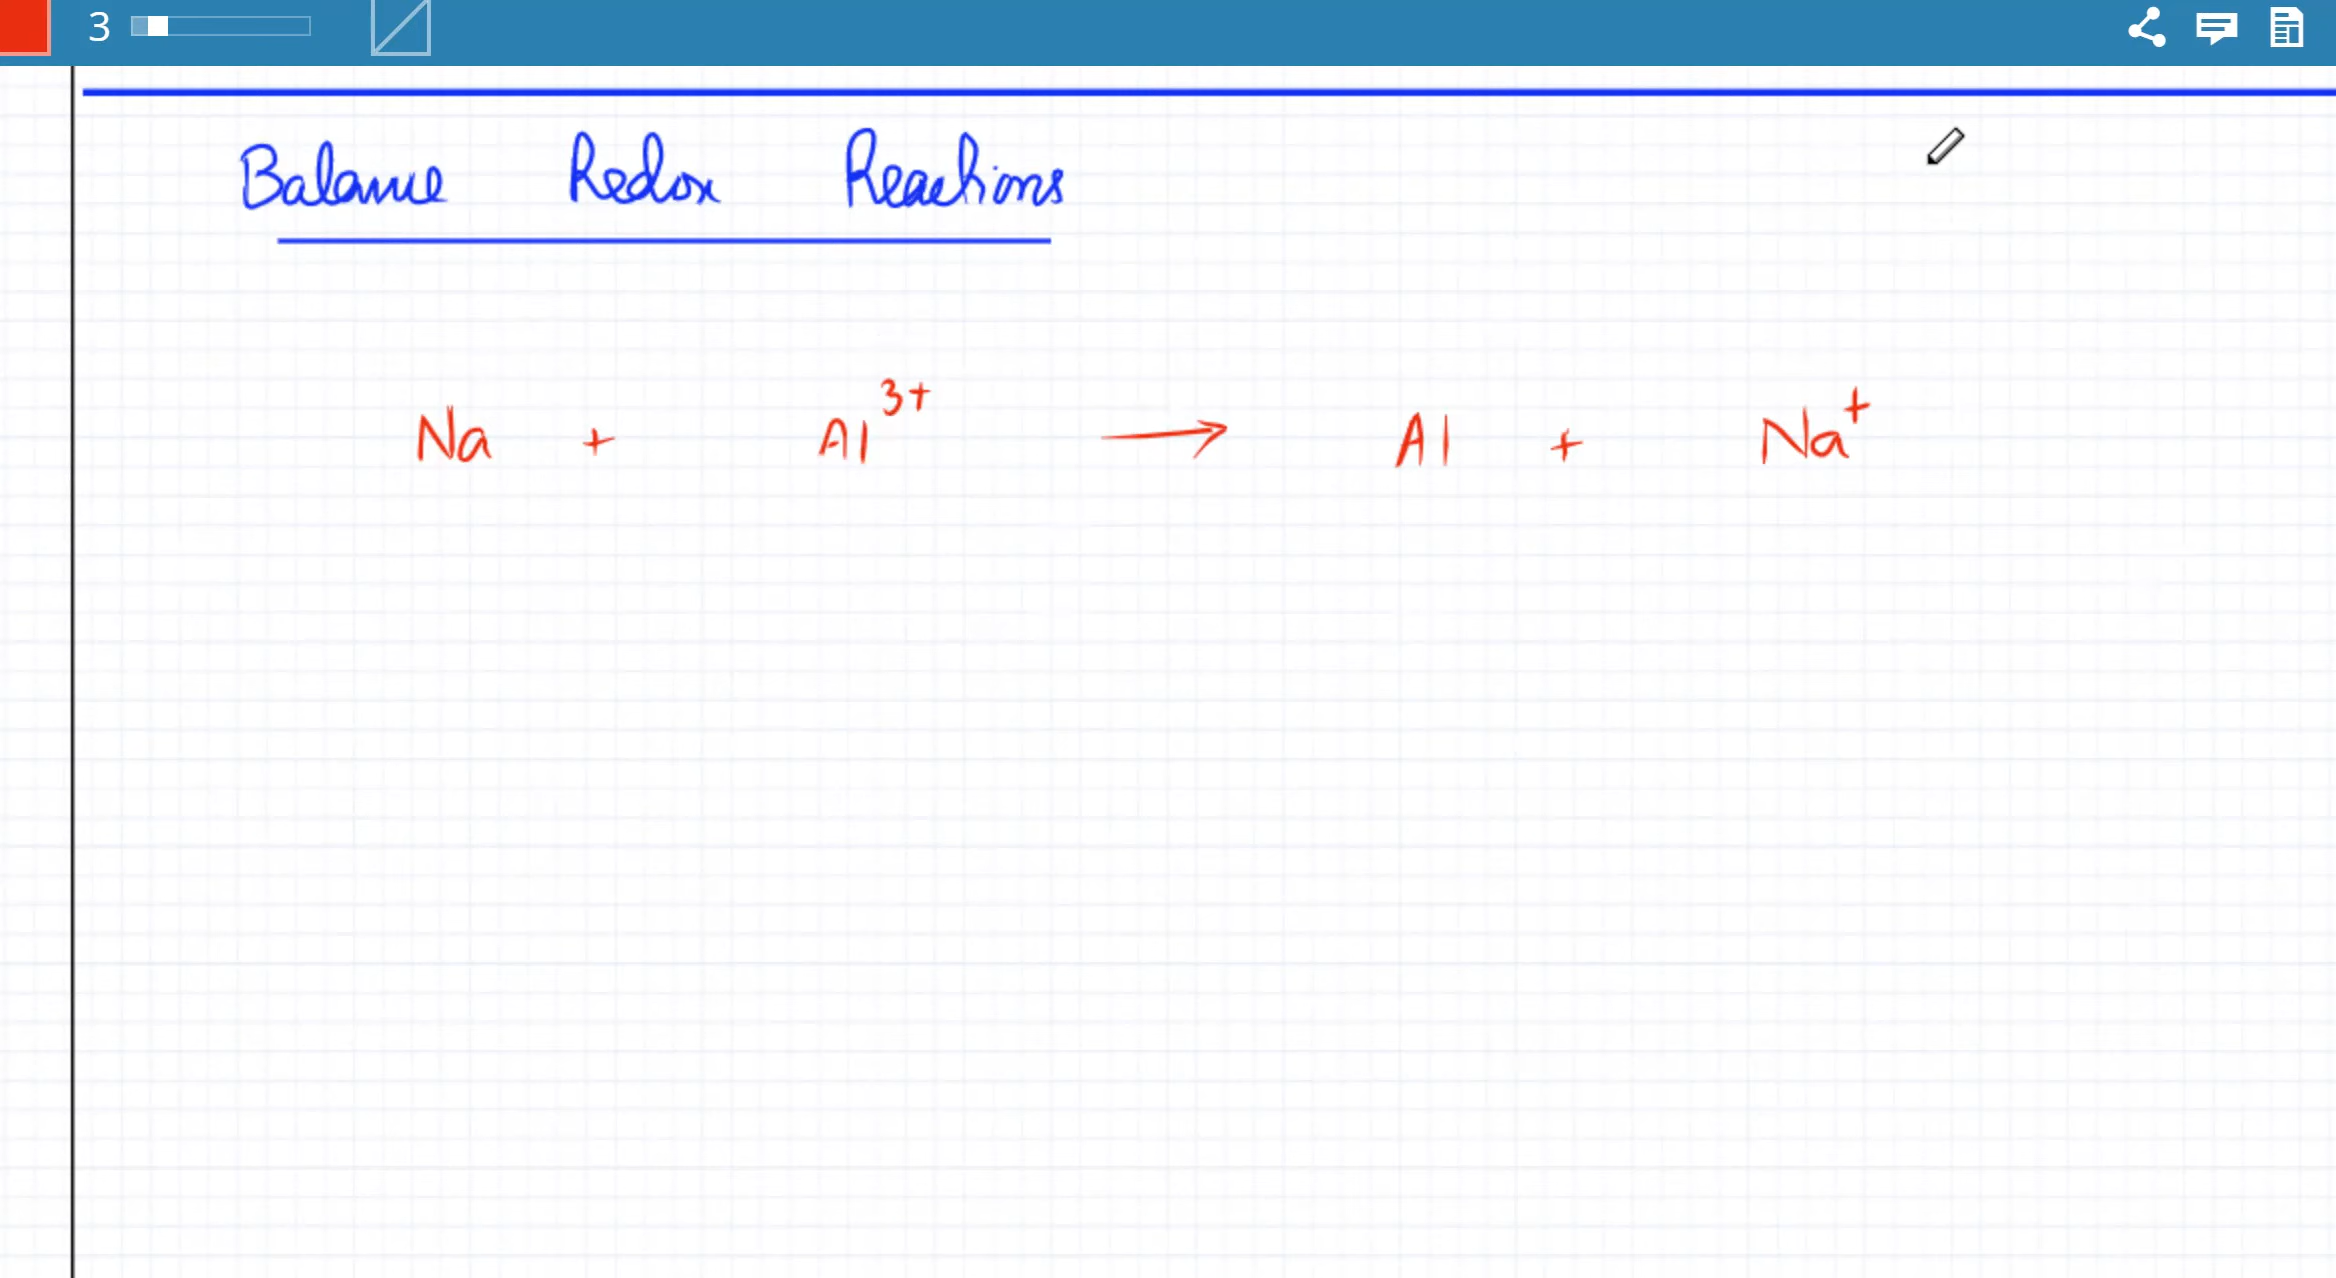 3
Balance Redox Reactions
Na + Al³⁺ ⟶ Al + Na⁺